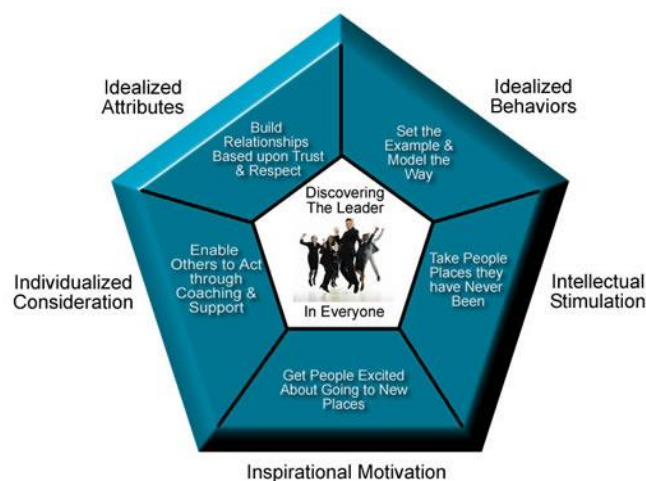 Idealized
Attributes
Idealized
Behaviors
Build
Relationships
Based upon Trust
& Respect
Set the
Example &
Model the
Way
Discovering
The Leader
In Everyone
Individualized
Consideration
Enable
Others to Act
through
Coaching &
Support
Take People
Places they
have Never
Been
Intellectual
Stimulation
Get People Excited
About Going to New
Places
Inspirational Motivation